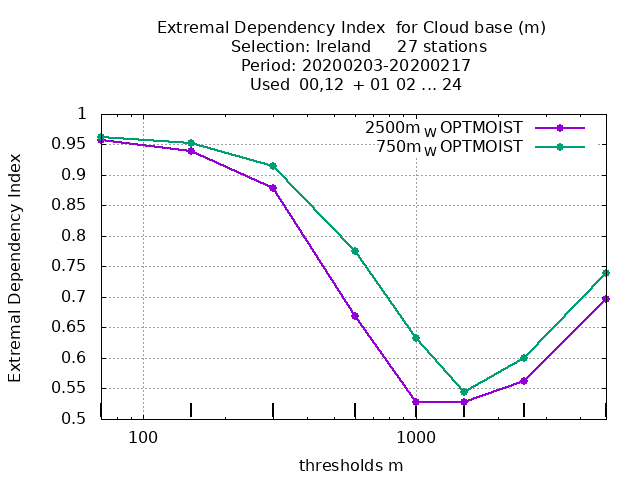 Extremal Dependency Index for Cloud base (m)
Selection: Ireland 27 stations
Period: 20200203-20200217
Used 00,12 + 01 02 ... 24
2500m W OPTMOIST
750m W OPTMOIST
1
0.95
0.9
0.85
0.8
0.75
0.7
0.65
0.6
0.55
0.5
Extremal Dependency Index
100 1000
thresholds m